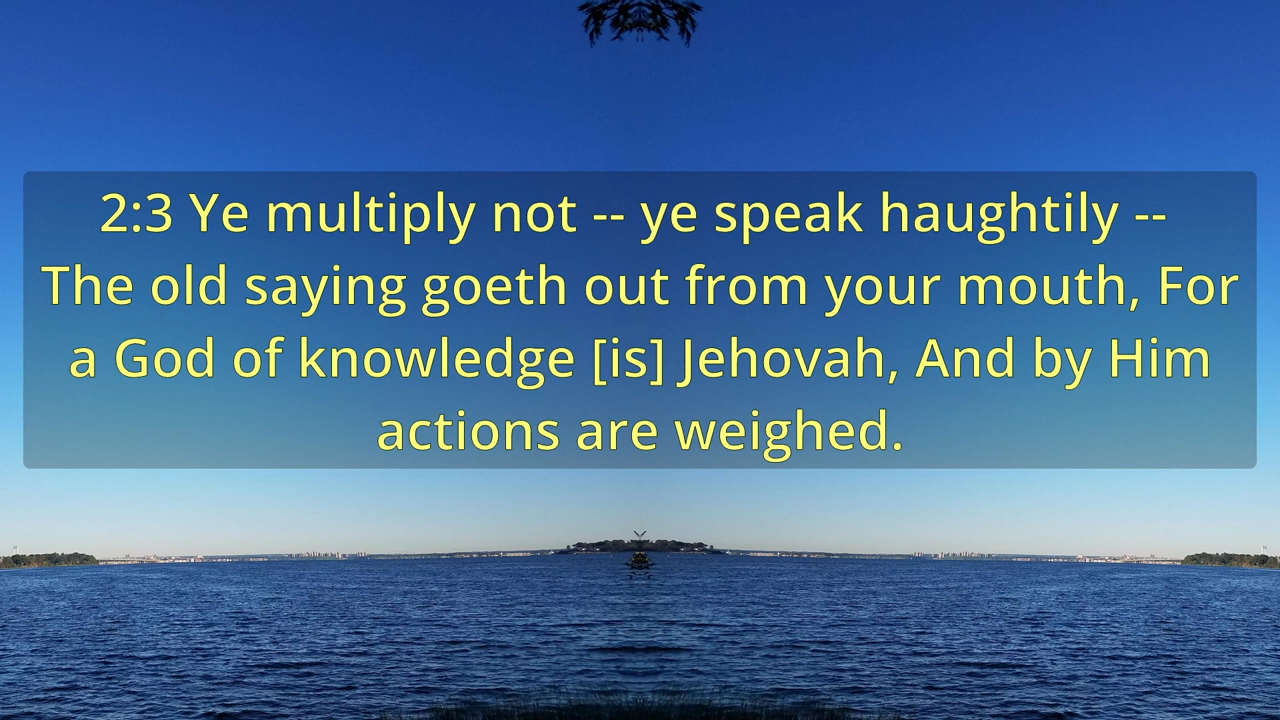 2:3 Ye multiply not -- ye speak haughtily --
The old saying goeth out from your mouth, For
a God of knowledge [is] Jehovah, And by Him
actions are weighed.